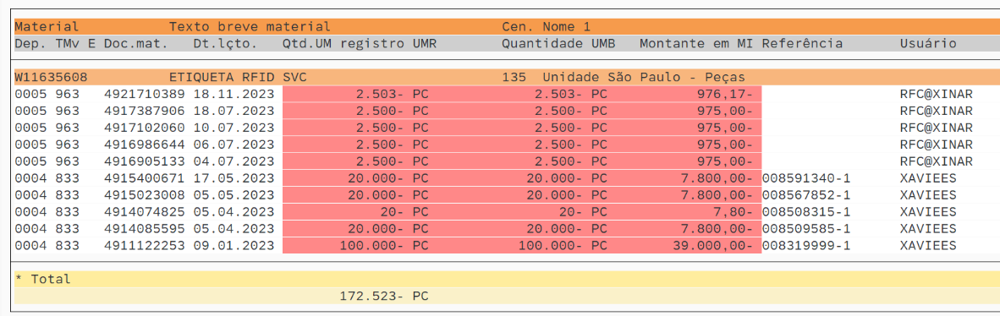 Material Texto breve material Cen. Nome 1
Dep. TMv E Doc.mat. Dt.lçto. Qtd.UM registro UMR Quantidade UMB Montante em MI Referência Usuário
W11635608 ETIQUETA RFID SVC 135 Unidade São Paulo - Peças
0005 963 4921710389 18.11.2023 2.503- PC 2.503- PC 976,17- RFC@XINAR
0005 963 4917387906 18.07.2023 2.500- PC 2.500- PC 975,00- RFC@XINAR
0005 963 4917102060 10.07.2023 2.500- PC 2.500- PC 975,00- RFC@XINAR
0005 963 4916986644 06.07.2023 2.500- PC 2.500- PC 975,00- RFC@XINAR
0005 963 4916905133 04.07.2023 2.500- PC 2.500- PC 975,00- RFC@XINAR
0004 833 4915400671 17.05.2023 20.000- PC 20.000- PC 7.800,00- 008591340-1 XAVIEES
0004 833 4915023008 05.05.2023 20.000- PC 20.000- PC 7.800,00- 008567852-1 XAVIEES
0004 833 4914074825 05.04.2023 20- PC 20- PC 7,80- 008508315-1 XAVIEES
0004 833 4914085595 05.04.2023 20.000- PC 20.000- PC 7.800,00- 008509585-1 XAVIEES
0004 833 4911122253 09.01.2023 100.000- PC 100.000- PC 39.000,00- 008319999-1 XAVIEES
* Total
172.523- PC